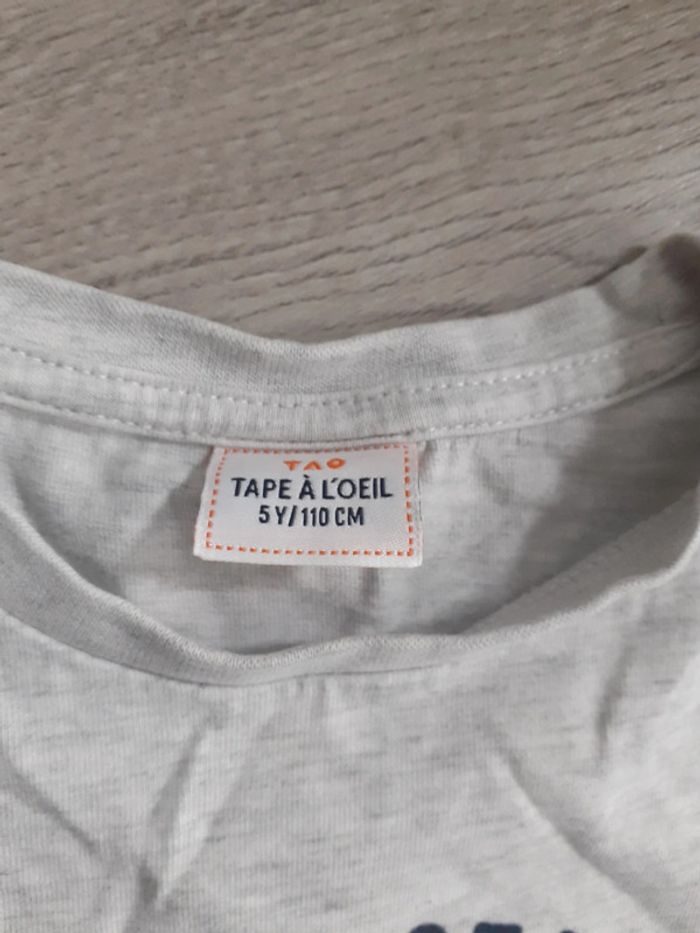 TAO
TAPE À L'OEIL
5 Y/110 CM